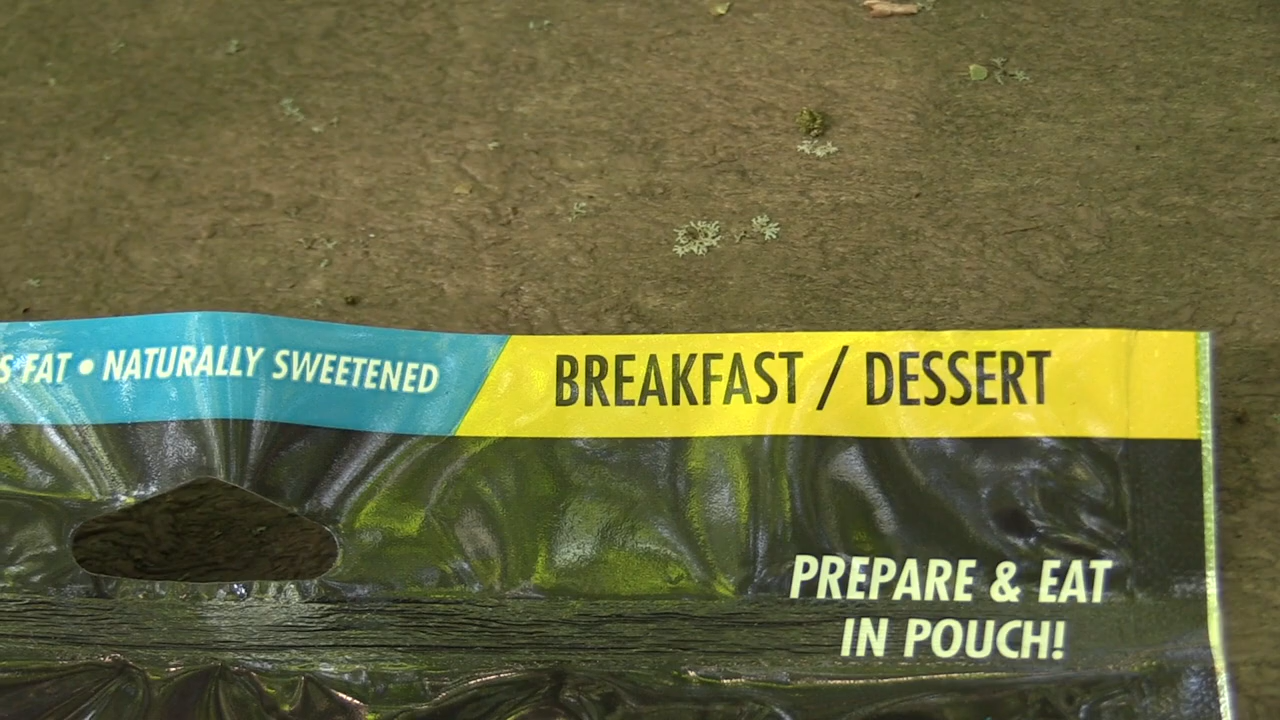 FAT • NATURALLY SWEETENED
BREAKFAST / DESSERT
PREPARE & EAT
IN POUCH!